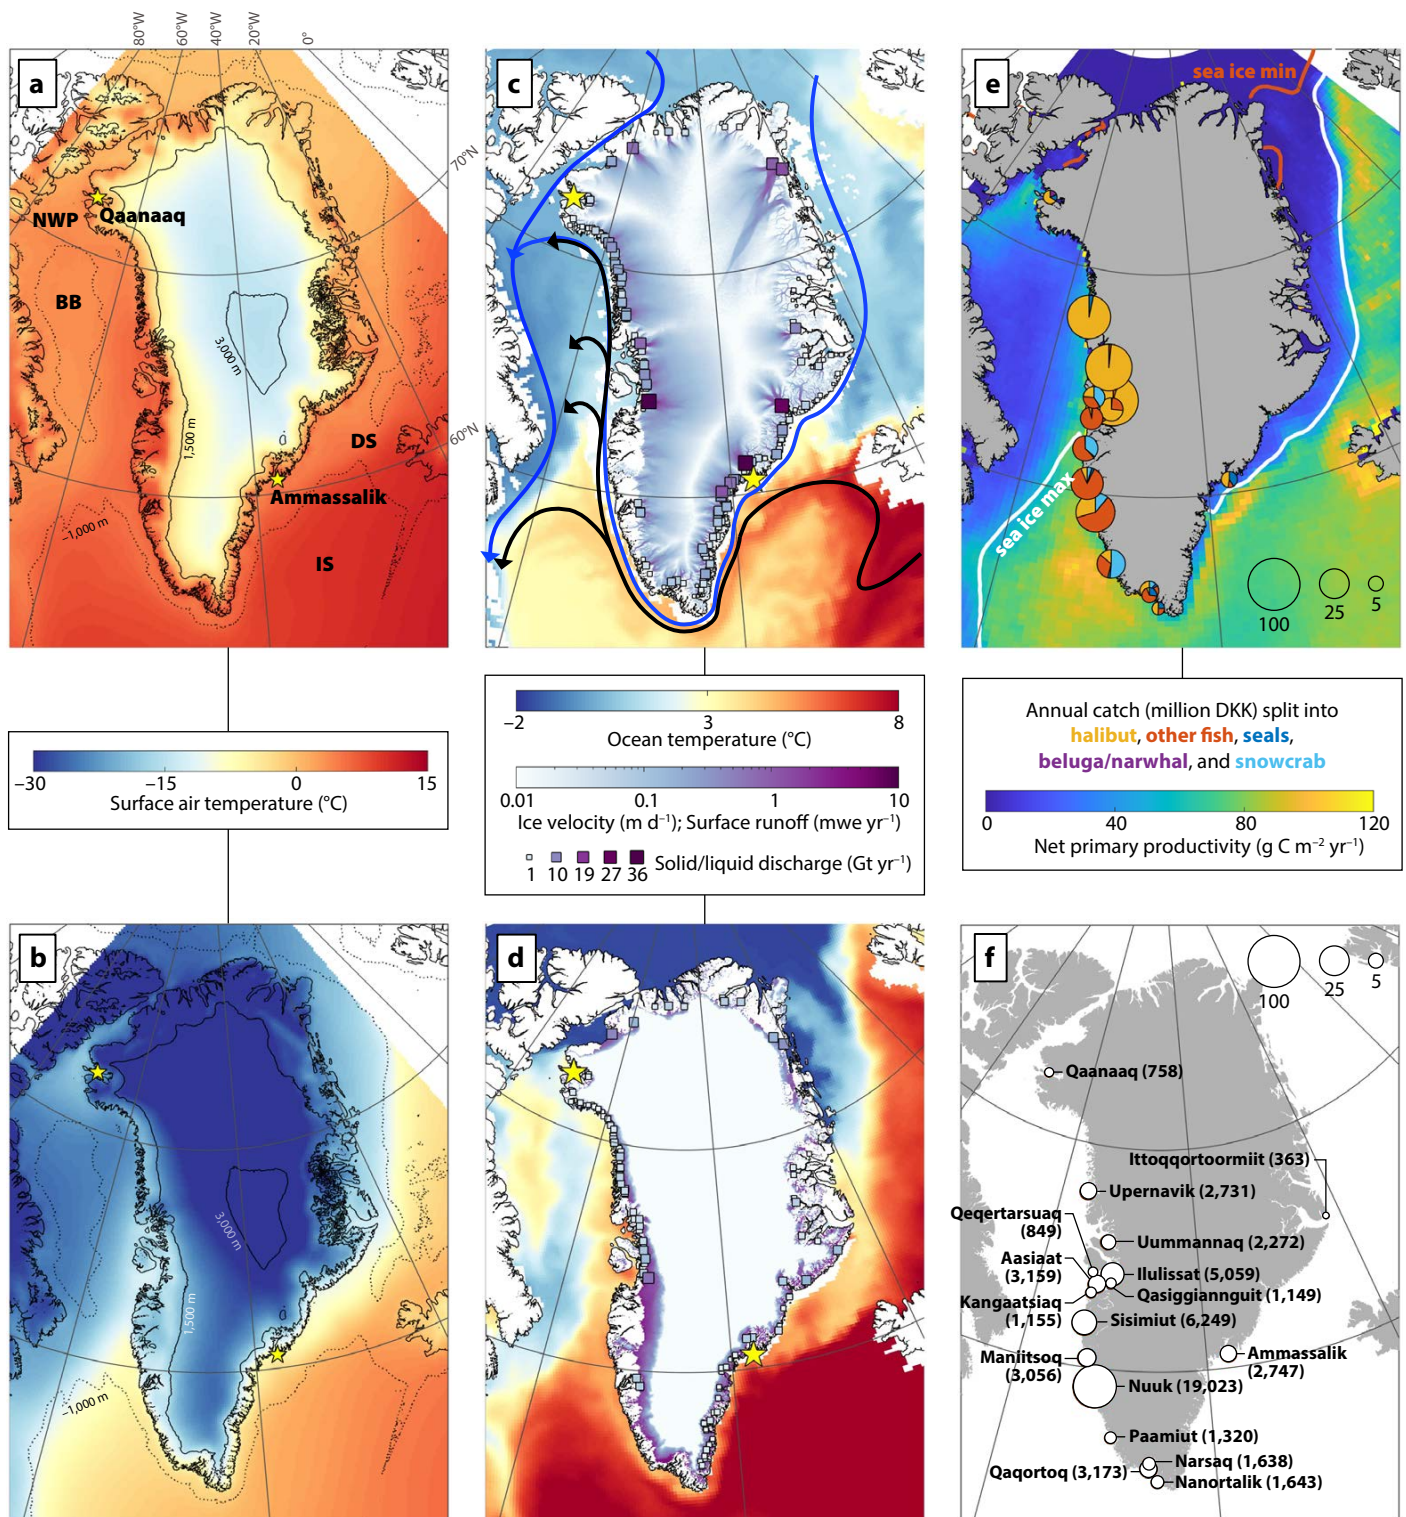 80°W
60°W
40°W
20°W
0°
a
NWP
Qaanaaq
BB
3,000 m
1,500 m
DS
Ammassalik
–1,000 m
IS
70°N
60°N
c
e
sea ice min
sea ice max
100
25
5
–30
–15
0
15
Surface air temperature (°C)
–2
3
8
Ocean temperature (°C)
0.01
0.1
1
10
Ice velocity (m d⁻¹); Surface runoff (mwe yr⁻¹)
1 10 19 27 36 Solid/liquid discharge (Gt yr⁻¹)
Annual catch (million DKK) split into
halibut, other fish, seals,
beluga/narwhal, and snowcrab
0
40
80
120
Net primary productivity (g C m⁻² yr⁻¹)
b
3,000 m
1,500 m
–1,000 m
d
f
100
25
5
Qaanaaq (758)
Ittoqqortoormiit (363)
Upernavik (2,731)
Qeqertarsuaq
(849)
Uummannaq (2,272)
Aasiaat
(3,159)
Ilulissat (5,059)
Qasiggiannguit (1,149)
Kangaatsiaq
(1,155)
Sisimiut (6,249)
Maniitsoq
(3,056)
Ammassalik
(2,747)
Nuuk (19,023)
Paamiut (1,320)
Narsaq (1,638)
Qaqortoq (3,173)
Nanortalik (1,643)